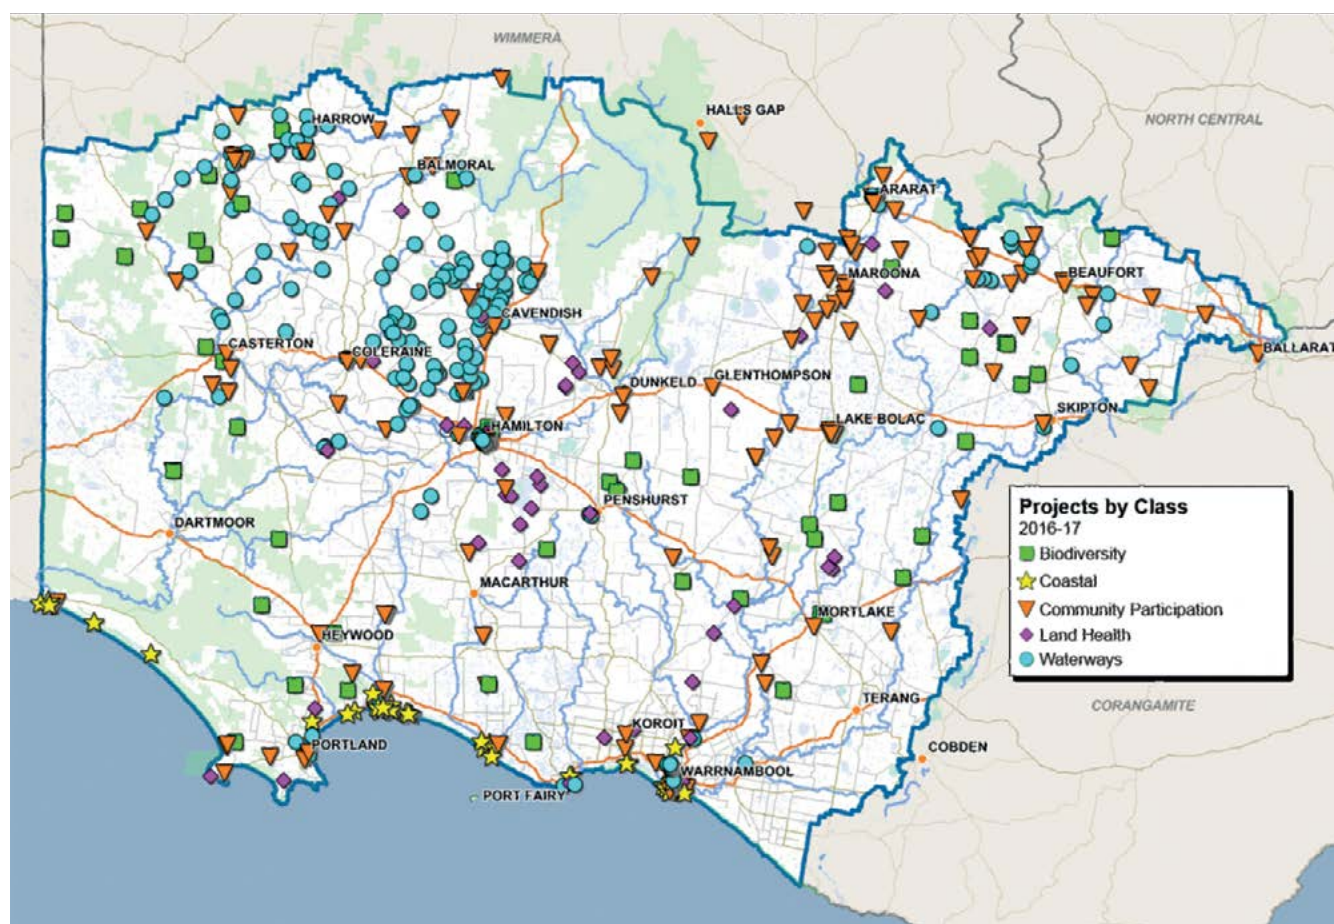 WIMMERA
HALLS GAP
NORTH CENTRAL
HARROW
BALMORAL
ARARAT
MAROONA
BEAUFORT
CAVENDISH
CASTERTON
COLERAINE
BALLARAT
DUNKELD
GLENTHOMPSON
SKIPTON
HAMILTON
LAKE BOLAC
PENSHURST
DARTMOOR
MACARTHUR
MORTLAKE
HEYWOOD
TERANG
KOROIT
PORTLAND
COBDEN
WARRNAMBOOL
PORT FAIRY
CORANGAMITE
Projects by Class
2016-17
Biodiversity
Coastal
Community Participation
Land Health
Waterways